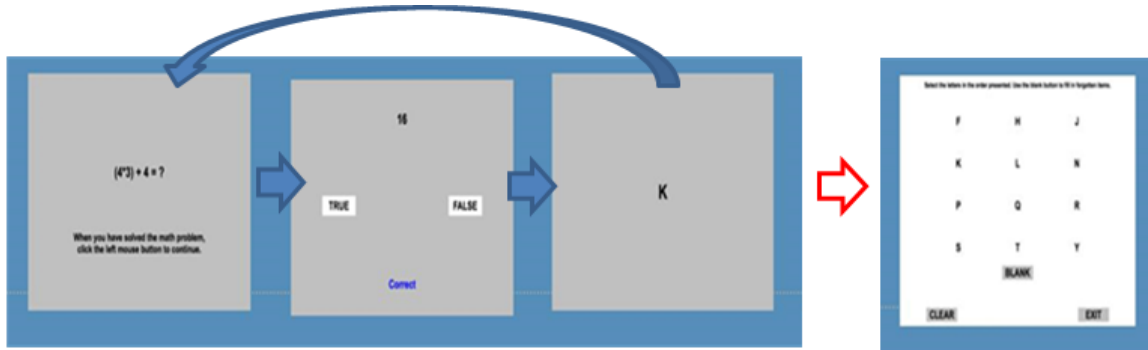 (4*3) + 4 = ?
When you have solved the math problem,
click the left mouse button to continue.
16
TRUE FALSE
Correct
K
Select the letters in the order presented. Use the blank button to fill in forgotten items.
F H J
K L N
P Q R
S T Y
BLANK
CLEAR EXIT